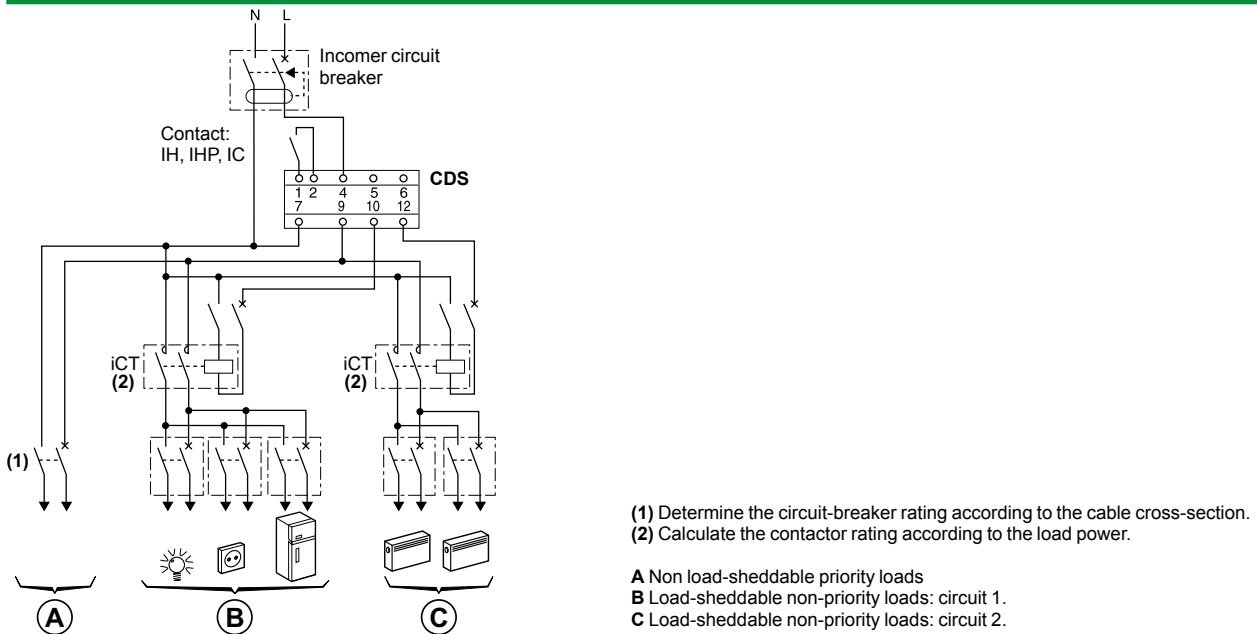 N L
Incomer circuit
breaker
Contact:
IH, IHP, IC
CDS
1 2 4 5 6
7 9 10 12
iCT
(2)
iCT
(2)
(1)
A
B
C
(1) Determine the circuit-breaker rating according to the cable cross-section.
(2) Calculate the contactor rating according to the load power.
A Non load-sheddable priority loads
B Load-sheddable non-priority loads: circuit 1.
C Load-sheddable non-priority loads: circuit 2.